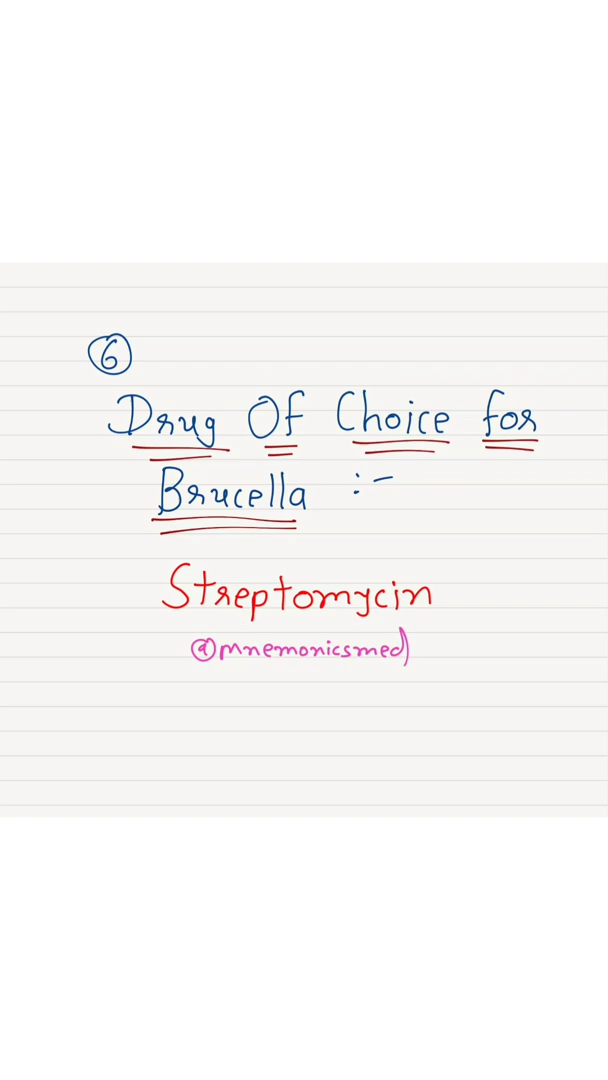 6
Drug Of Choice for
Brucella :-
Streptomycin
@mnemonicsmed